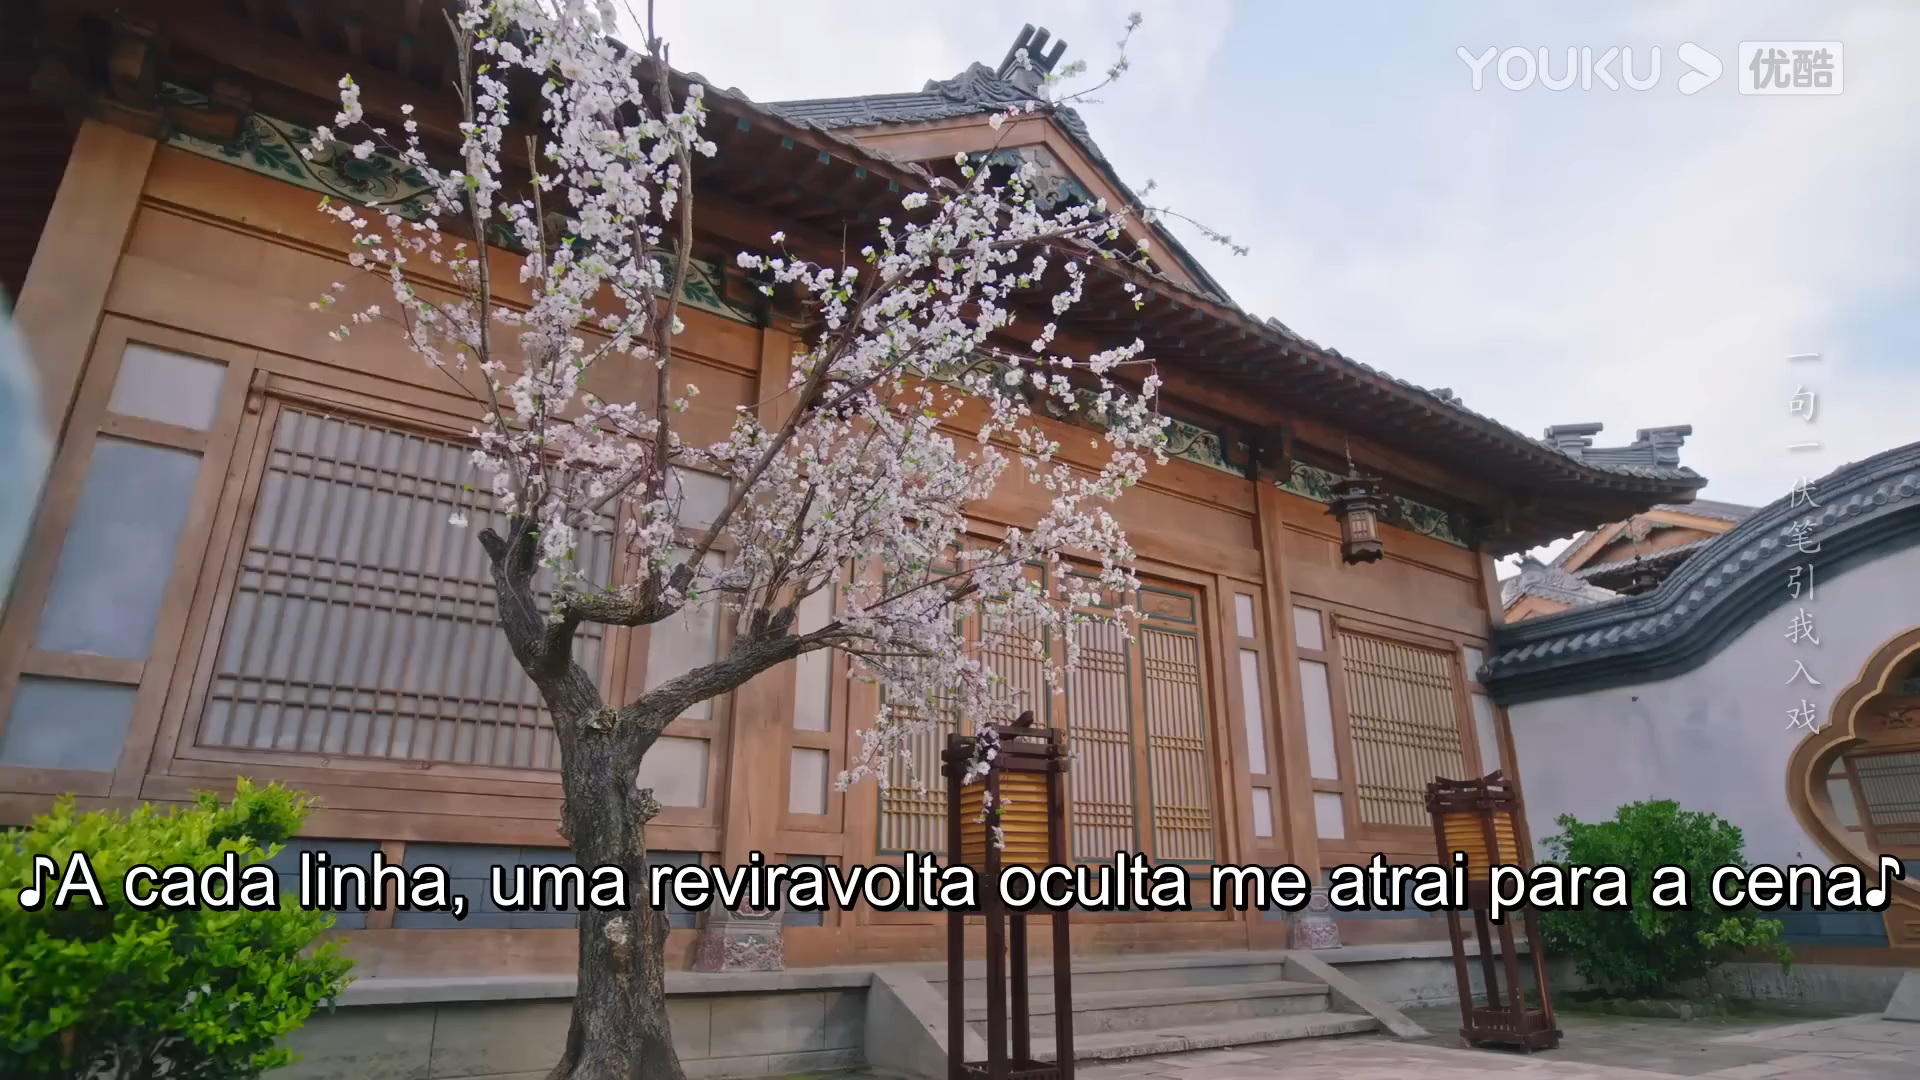 YOUKU 优酷
一句一伏笔引我入戏
♪A cada linha, uma reviravolta oculta me atrai para a cena♪